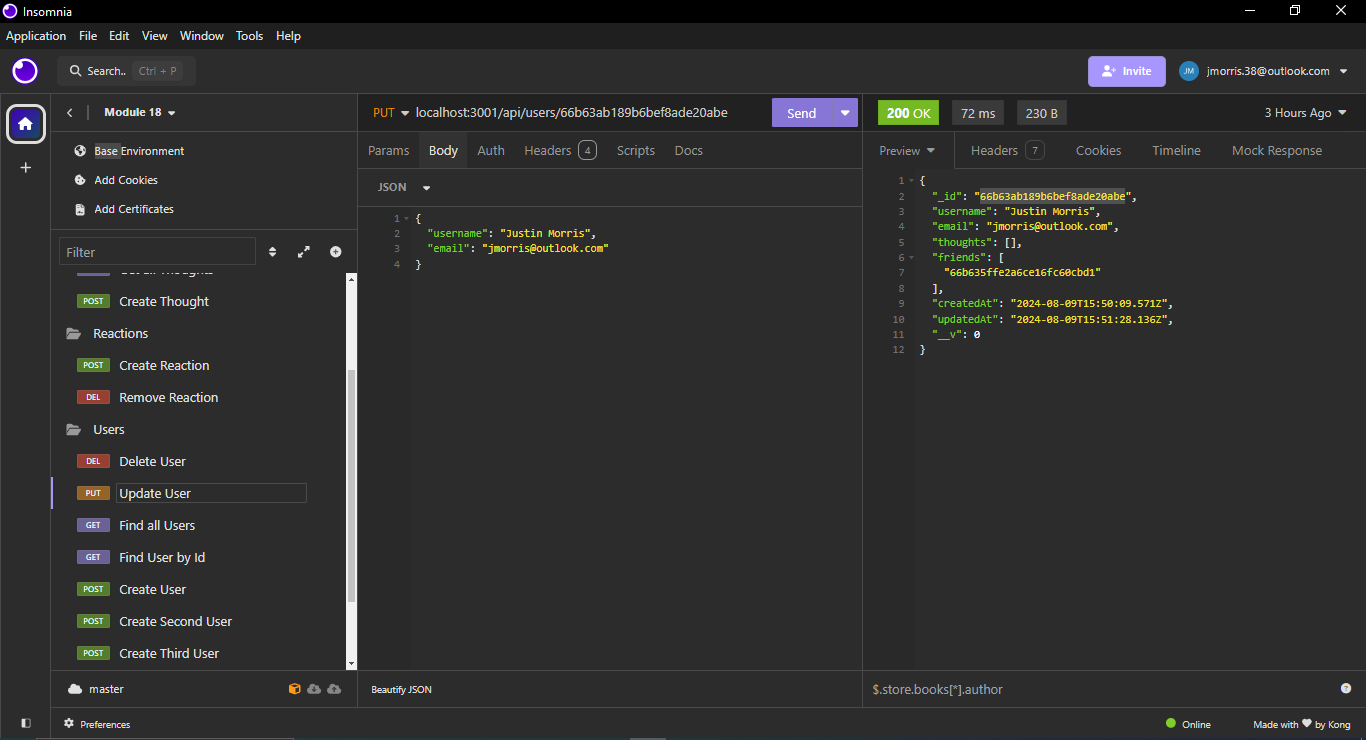 Insomnia
Application File Edit View Window Tools Help
Search.. Ctrl + P
Invite
JM jmorris.38@outlook.com
Module 18
Base Environment
Add Cookies
Add Certificates
Filter
POST Create Thought
Reactions
POST Create Reaction
DEL Remove Reaction
Users
DEL Delete User
PUT Update User
GET Find all Users
GET Find User by Id
POST Create User
POST Create Second User
POST Create Third User
master
Preferences
PUT localhost:3001/api/users/66b63ab189b6bef8ade20abe Send
Params Body Auth Headers 4 Scripts Docs
JSON
1 {
2 "username": "Justin Morris",
3 "email": "jmorris@outlook.com"
4 }
Beautify JSON
200 OK 72 ms 230 B 3 Hours Ago
Preview Headers 7 Cookies Timeline Mock Response
1 {
2 "_id": "66b63ab189b6bef8ade20abe",
3 "username": "Justin Morris",
4 "email": "jmorris@outlook.com",
5 "thoughts": [],
6 "friends": [
7 "66b635ffe2a6ce16fc60cbd1"
8 ],
9 "createdAt": "2024-08-09T15:50:09.571Z",
10 "updatedAt": "2024-08-09T15:51:28.136Z",
11 "__v": 0
12 }
$.store.books[*].author
Online Made with by Kong